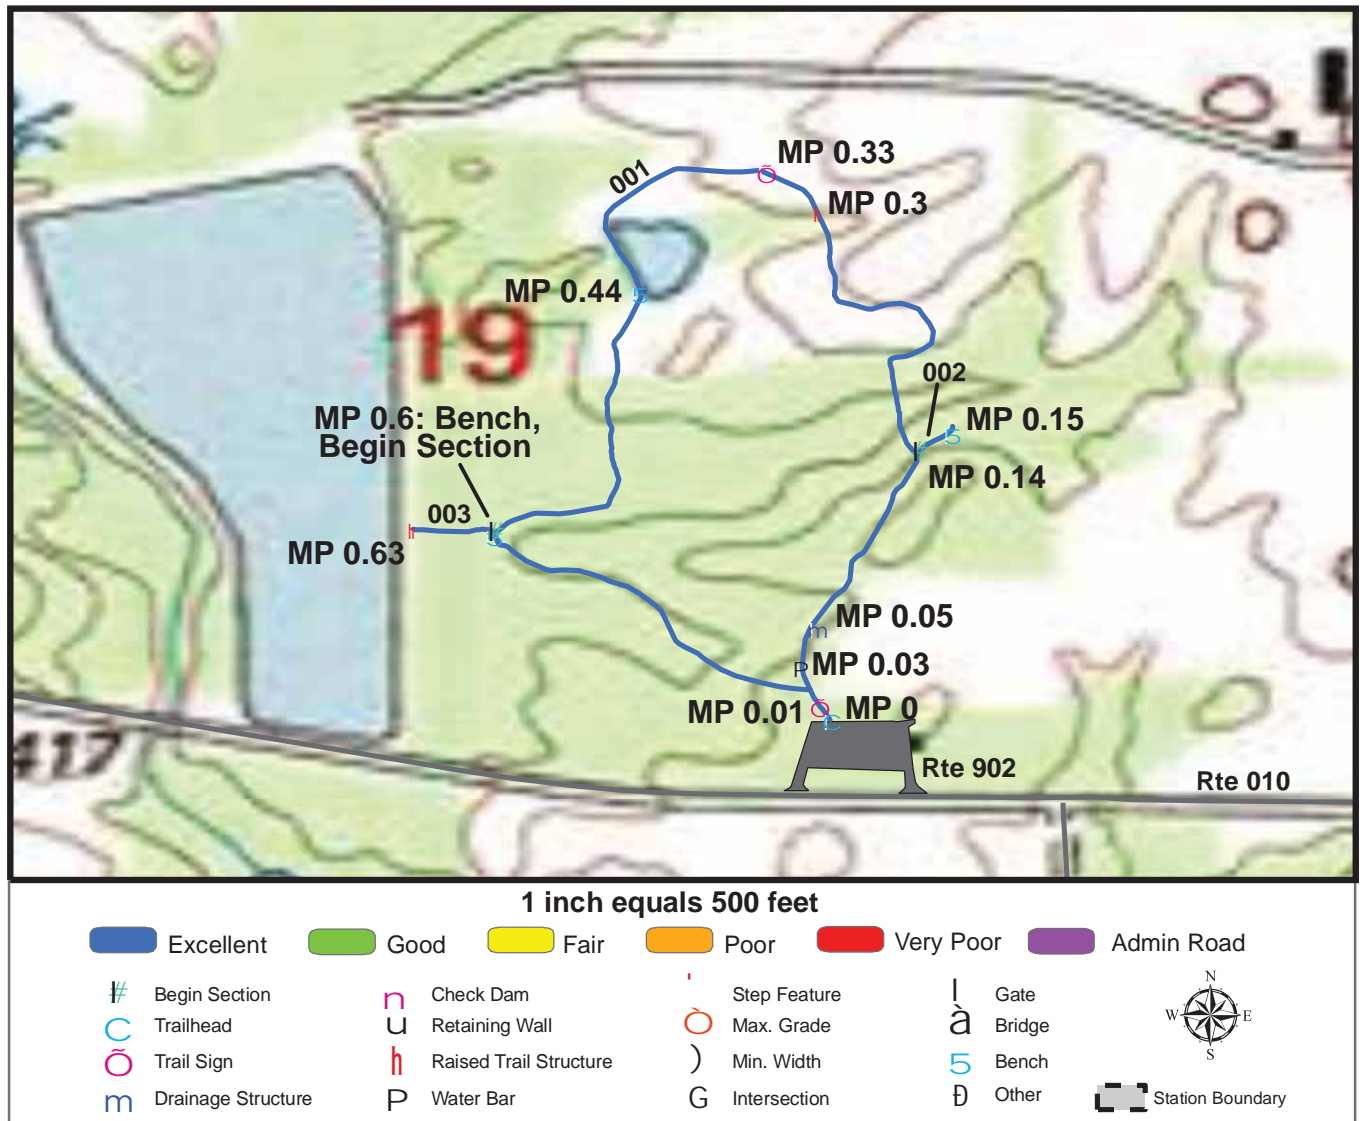 MP 0.33
001
MP 0.3
MP 0.44
19
002
MP 0.6: Bench,
Begin Section
MP 0.15
MP 0.14
003
MP 0.63
MP 0.05
MP 0.03
MP 0.01
MP 0
417
Rte 902
Rte 010
1 inch equals 500 feet
Excellent Good Fair Poor Very Poor Admin Road
# Begin Section n Check Dam ' Step Feature I Gate N
C Trailhead u Retaining Wall Ò Max. Grade à Bridge W E
Õ Trail Sign h Raised Trail Structure ) Min. Width 5 Bench S
m Drainage Structure P Water Bar G Intersection Đ Other Station Boundary